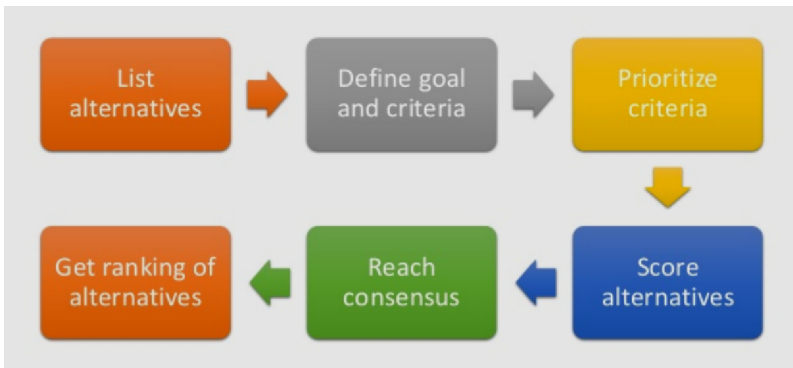 List
alternatives
Define goal
and criteria
Prioritize
criteria
Score
alternatives
Reach
consensus
Get ranking of
alternatives